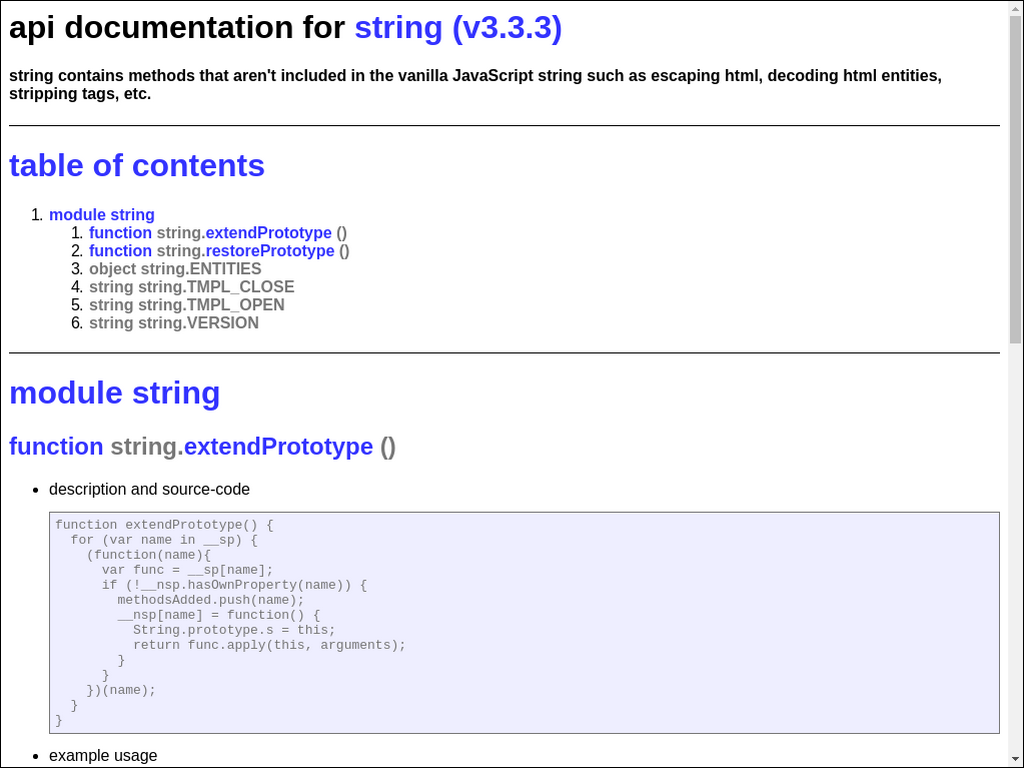 api documentation for string (v3.3.3)
string contains methods that aren't included in the vanilla JavaScript string such as escaping html, decoding html entities,
stripping tags, etc.
table of contents
1. module string
1. function string.extendPrototype ()
2. function string.restorePrototype ()
3. object string.ENTITIES
4. string string.TMPL_CLOSE
5. string string.TMPL_OPEN
6. string string.VERSION
module string
function string.extendPrototype ()
• description and source-code
function extendPrototype() {
  for (var name in __sp) {
    (function(name){
      var func = __sp[name];
      if (!__nsp.hasOwnProperty(name)) {
        methodsAdded.push(name);
        __nsp[name] = function() {
          String.prototype.s = this;
          return func.apply(this, arguments);
        }
      }
    })(name);
  }
}
• example usage